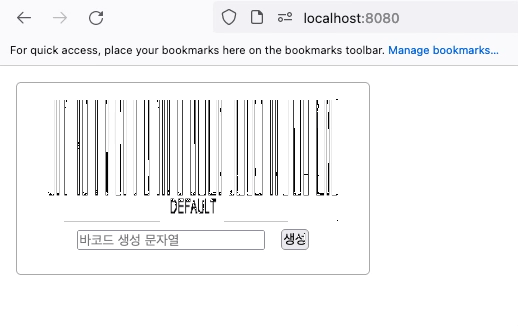 localhost:8080
For quick access, place your bookmarks here on the bookmarks toolbar. Manage bookmarks...
DEFAULT
바코드 생성 문자열
생성